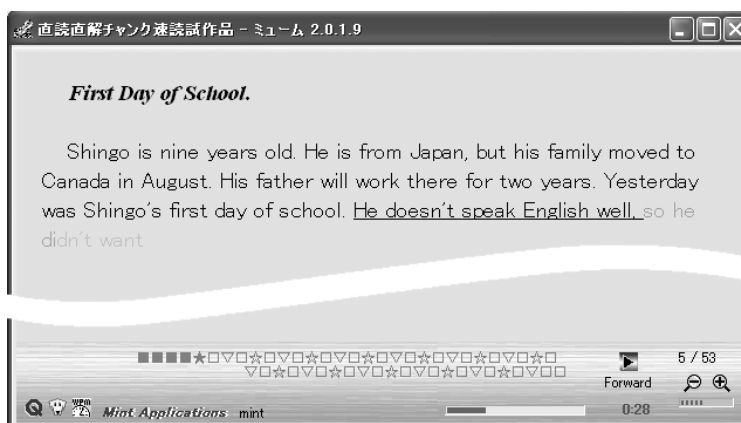 直読直解チャンク速読試作品 - ミューム 2.0.1.9
First Day of School.
Shingo is nine years old. He is from Japan, but his family moved to
Canada in August. His father will work there for two years. Yesterday
was Shingo's first day of school. He doesn't speak English well, so he
didn't want
■■■■★□▽□☆□▽□☆□▽□☆□▽□☆□▽□☆□▽□☆□
▽□☆□▽□☆□▽□☆□▽□☆□▽□☆□▽□□
5 / 53
Forward
WPM
Mint Applications mint
0:28